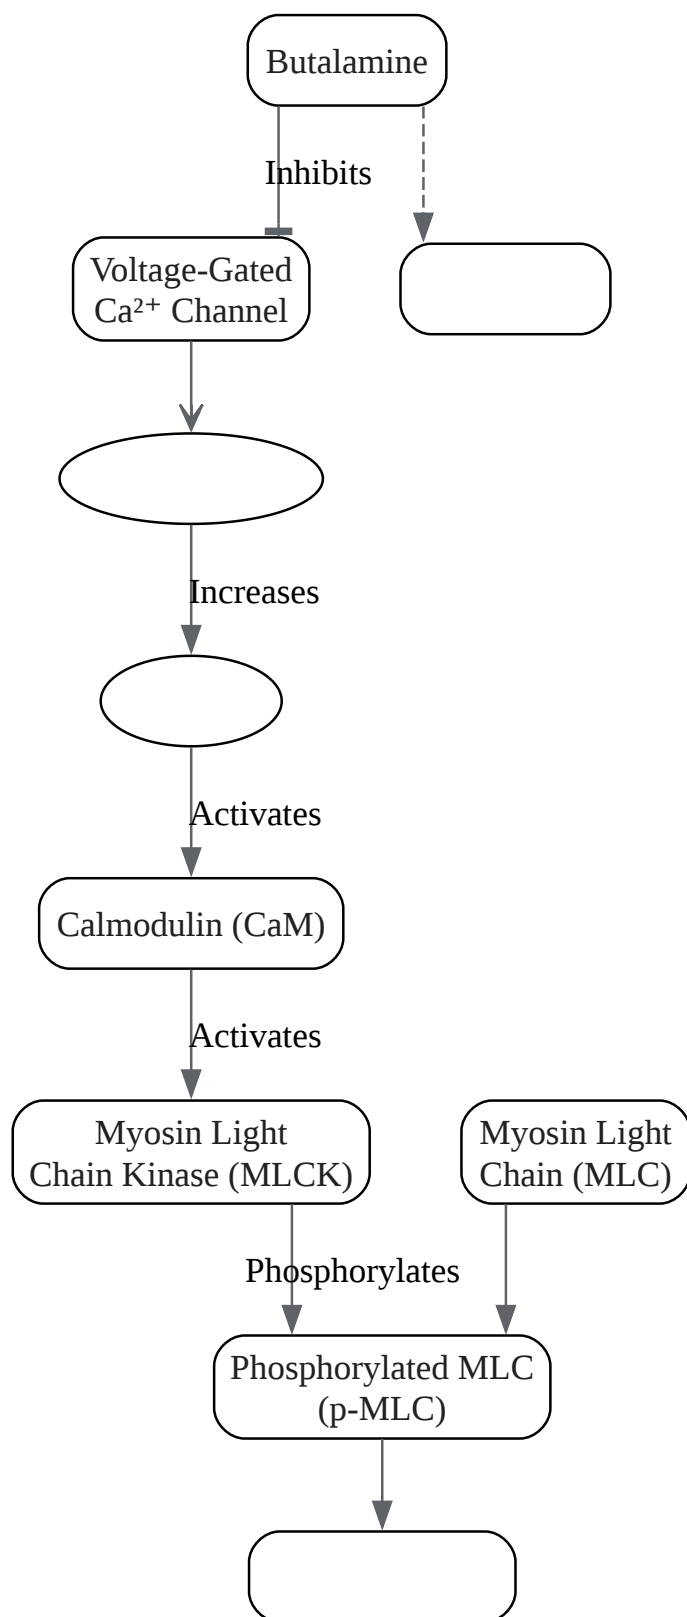 Butalamine
Inhibits
Voltage-Gated
Ca²⁺ Channel
Increases
Activates
Calmodulin (CaM)
Activates
Myosin Light
Chain Kinase (MLCK)
Myosin Light
Chain (MLC)
Phosphorylates
Phosphorylated MLC
(p-MLC)